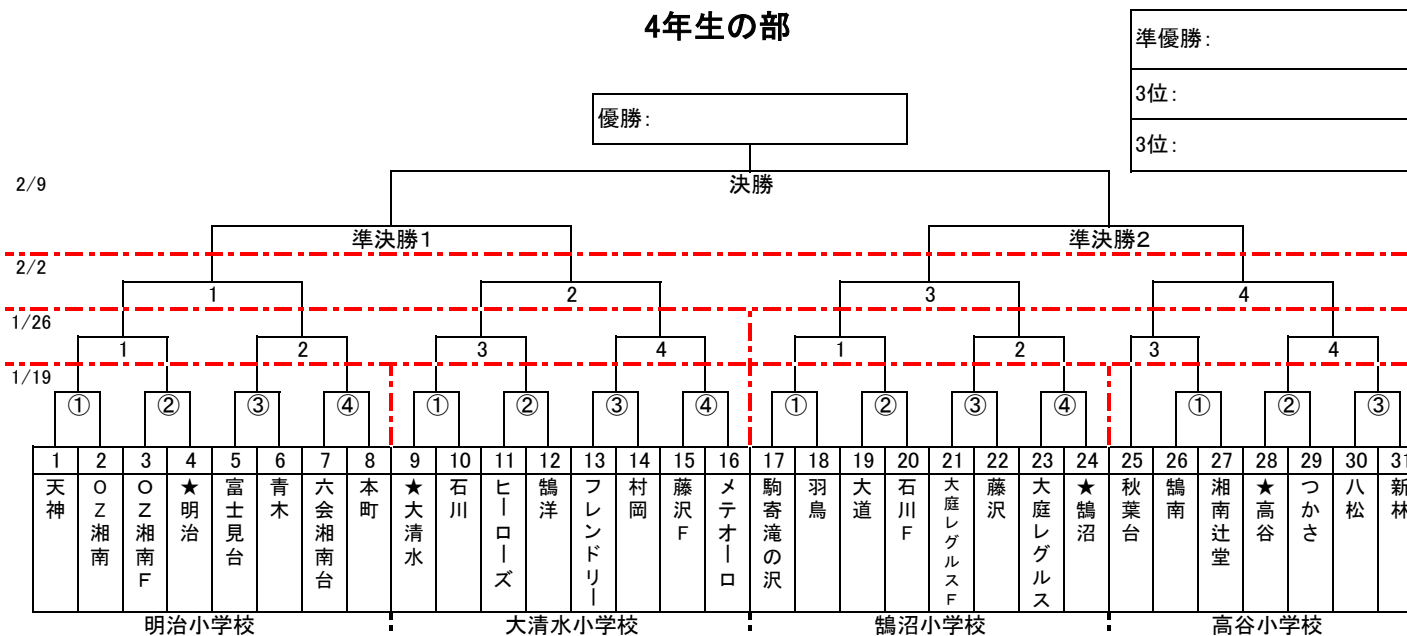 4年生の部
準優勝：
3位：
3位：
優勝：
2/9
決勝
準決勝1
準決勝2
2/2
1
2
3
4
1/26
1
2
3
4
1
2
3
4
1/19
①
②
③
④
①
②
③
④
①
②
③
④
①
②
③
1 2 3 4 5 6 7 8 9 10 11 12 13 14 15 16 17 18 19 20 21 22 23 24 25 26 27 28 29 30 31
天神
OZ湘南
OZ湘南F
★明治
富士見台
青木
六会湘南台
本町
★大清水
石川
ヒーローズ
鵠洋
フレンドリー
村岡
藤沢F
メテオーロ
駒寄滝の沢
羽鳥
大道
石川F
大庭レグルスF
藤沢
大庭レグルス
★鵠沼
秋葉台
鵠南
湘南辻堂
★高谷
つかさ
八松
新林
明治小学校
大清水小学校
鵠沼小学校
高谷小学校